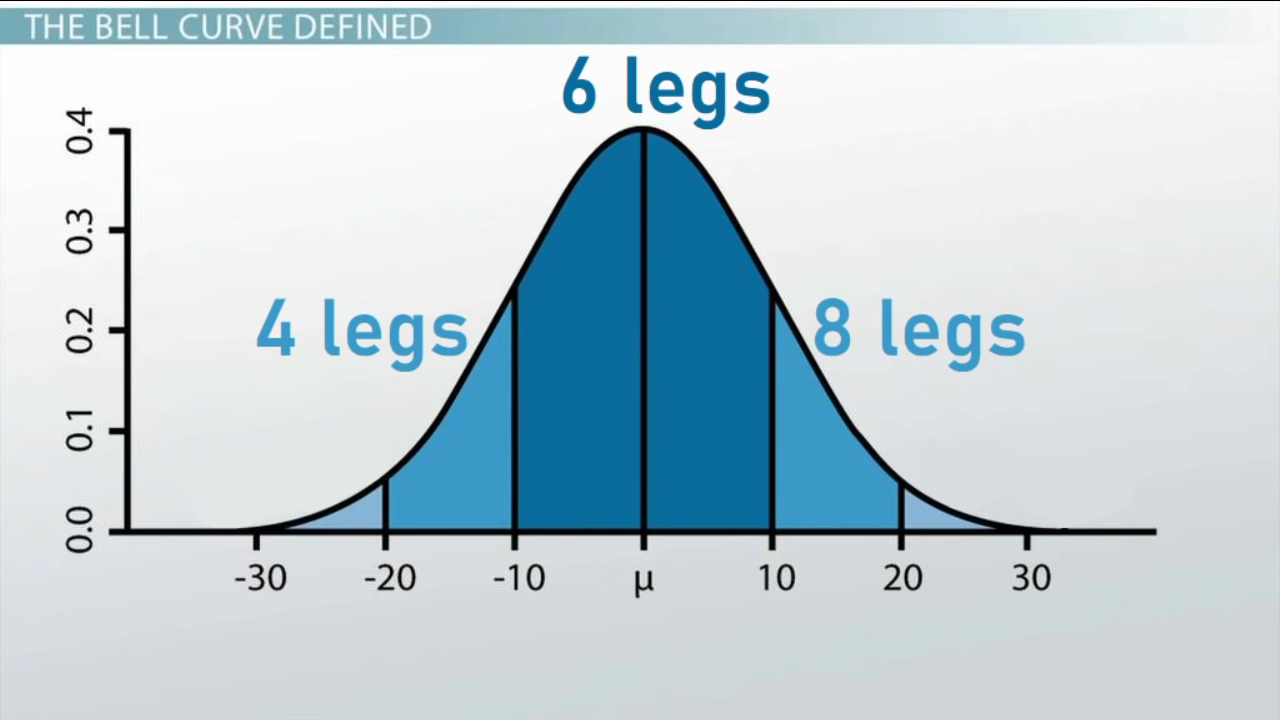 THE BELL CURVE DEFINED
6 legs
0.4
0.3
4 legs
0.2
8 legs
0.1
0.0
-30 -20 -10 μ 10 20 30